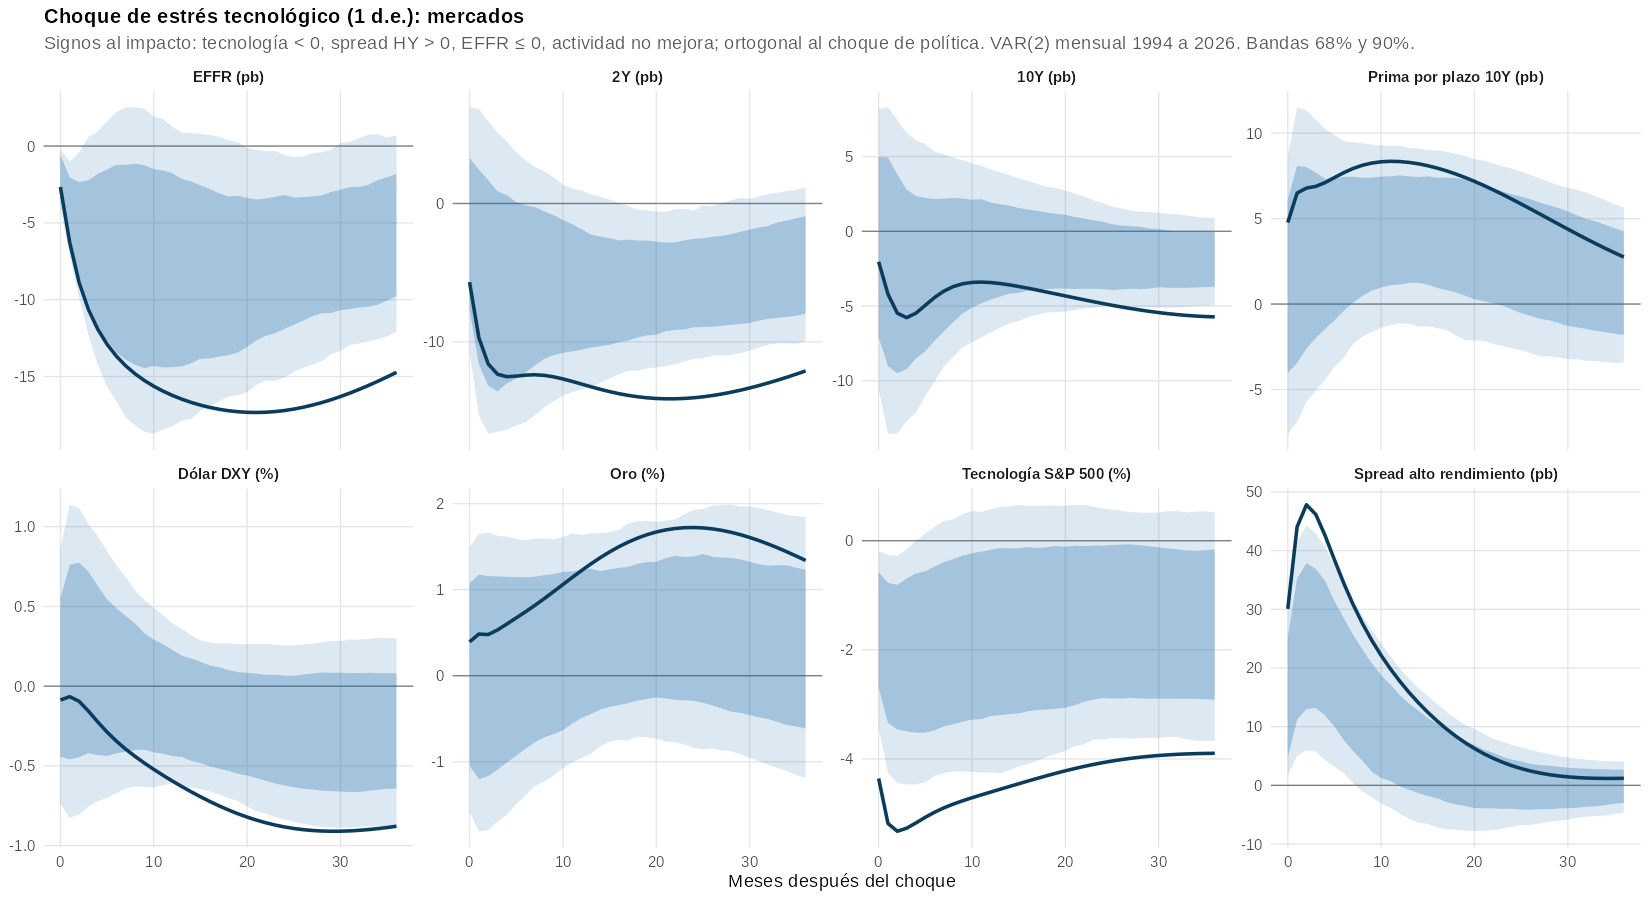 Choque de estrés tecnológico (1 d.e.): mercados
Signos al impacto: tecnología < 0, spread HY > 0, EFFR ≤ 0, actividad no mejora; ortogonal al choque de política. VAR(2) mensual 1994 a 2026. Bandas 68% y 90%.
EFFR (pb)
0
-5
-10
-15
2Y (pb)
0
-10
10Y (pb)
5
0
-5
-10
Prima por plazo 10Y (pb)
10
5
0
-5
Dólar DXY (%)
1.0
0.5
0.0
-0.5
-1.0
0 10 20 30
Oro (%)
2
1
0
-1
0 10 20 30
Tecnología S&P 500 (%)
0
-2
-4
0 10 20 30
Spread alto rendimiento (pb)
50
40
30
20
10
0
-10
0 10 20 30
Meses después del choque